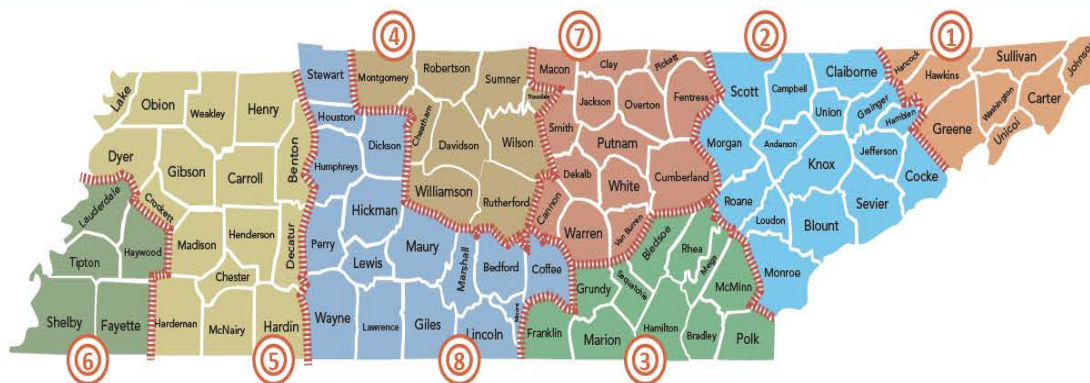 ④
⑦
②
①
Lake
Obion
Weakley
Henry
Stewart
Montgomery
Robertson
Sumner
Macon
Clay
Pickett
Scott
Campbell
Claiborne
Hancock
Hawkins
Sullivan
Johnson
Dyer
Gibson
Carroll
Benton
Houston
Humphreys
Dickson
Cheatham
Davidson
Wilson
Trousdale
Smith
Jackson
Overton
Fentress
Putnam
Morgan
Anderson
Union
Grainger
Hamblen
Greene
Washington
Unicoi
Carter
Lauderdale
Crockett
Haywood
Tipton
Madison
Henderson
Decatur
Chester
Perry
Hickman
Lewis
Williamson
Rutherford
Maury
Marshall
Bedford
Cannon
Dekalb
White
Warren
Van Buren
Cumberland
Coffee
Roane
Loudon
Knox
Jefferson
Cocke
Sevier
Blount
Monroe
Bledsoe
Rhea
Meigs
McMinn
Grundy
Sequatchie
Shelby
Fayette
Hardeman
McNairy
Hardin
Wayne
Lawrence
Giles
Lincoln
Moore
Franklin
Marion
Hamilton
Bradley
Polk
⑥
⑤
⑧
③